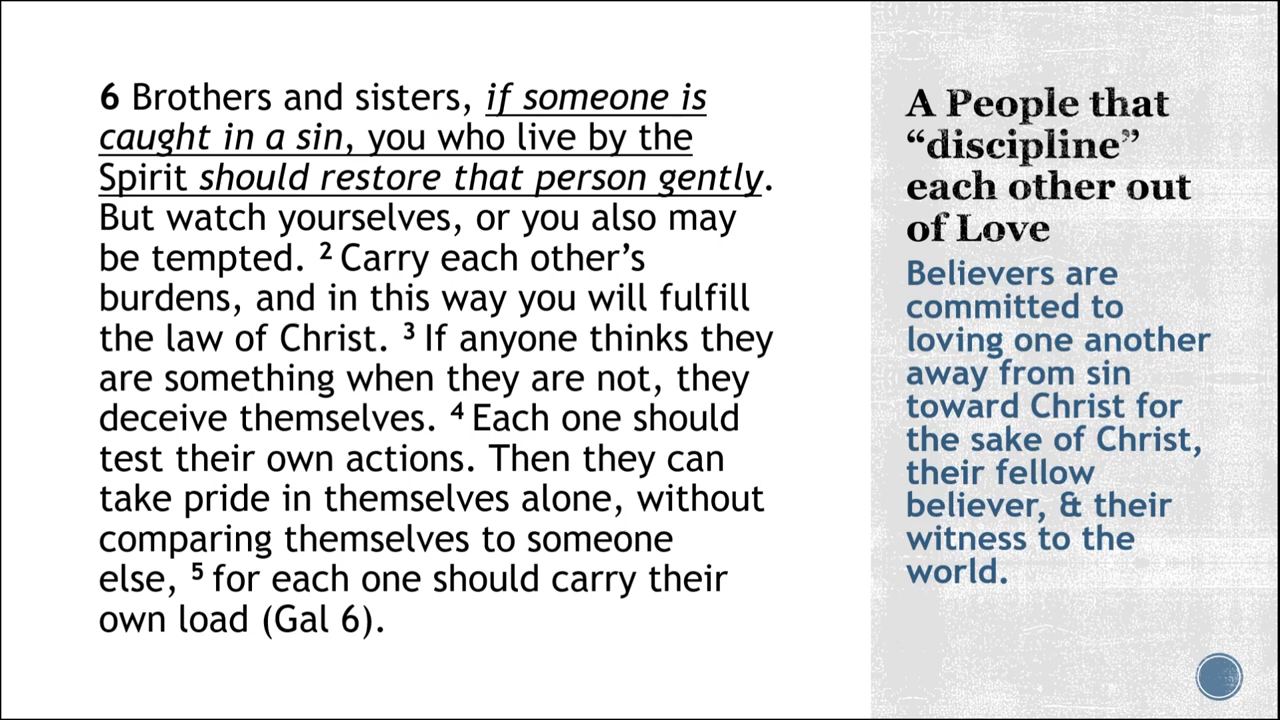 6 Brothers and sisters, if someone is
caught in a sin, you who live by the
Spirit should restore that person gently.
But watch yourselves, or you also may
be tempted. ² Carry each other’s
burdens, and in this way you will fulfill
the law of Christ. ³ If anyone thinks they
are something when they are not, they
deceive themselves. ⁴ Each one should
test their own actions. Then they can
take pride in themselves alone, without
comparing themselves to someone
else, ⁵ for each one should carry their
own load (Gal 6).
A People that
“discipline”
each other out
of Love
Believers are
committed to
loving one another
away from sin
toward Christ for
the sake of Christ,
their fellow
believer, & their
witness to the
world.